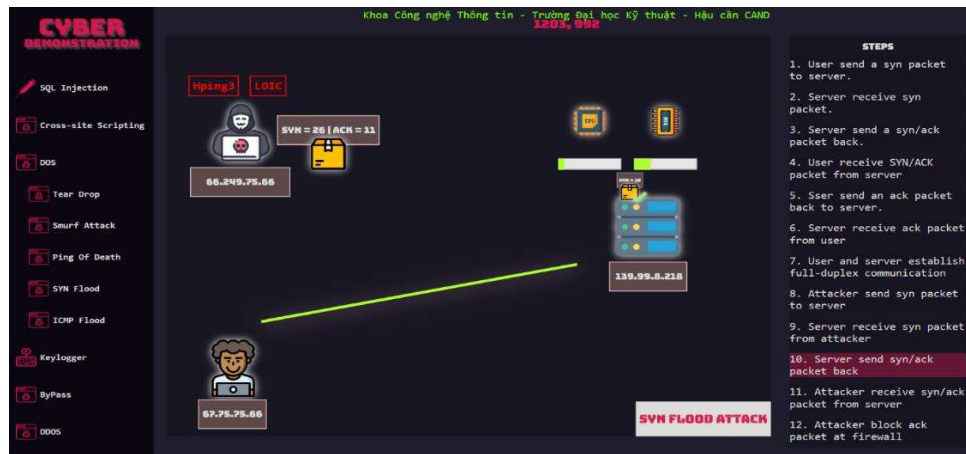 CYBER
DEMONSTRATION
SQL Injection
Cross-site Scripting
DOS
Tear Drop
Smurf Attack
Ping Of Death
SYN Flood
ICMP Flood
Keylogger
ByPass
DDOS
Khoa Công nghệ Thông tin - Trường Đại học Kỹ thuật - Hậu cần CAND
1203, 992
Hping3 LOIC
SYN = 26 | ACK = 11
66.249.75.66
CPU
139.99.8.218
67.75.75.66
SYN FLOOD ATTACK
STEPS
1. User send a syn packet
to server.
2. Server receive syn
packet.
3. Server send a syn/ack
packet back.
4. User receive SYN/ACK
packet from server
5. Sser send an ack packet
back to server.
6. Server receive ack packet
from user
7. User and server establish
full-duplex communication
8. Attacker send syn packet
to server
9. Server receive syn packet
from attacker
10. Server send syn/ack
packet back
11. Attacker receive syn/ack
packet from server
12. Attacker block ack
packet at firewall